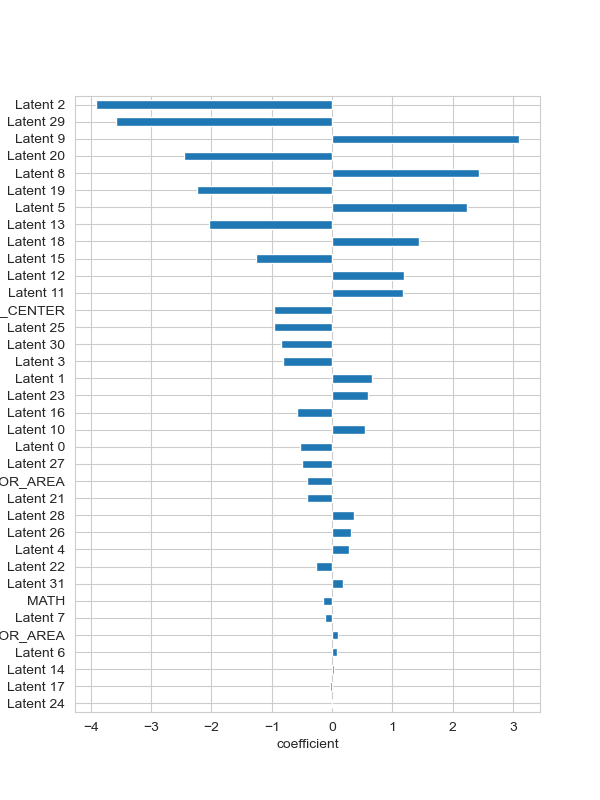 Latent 2
Latent 29
Latent 9
Latent 20
Latent 8
Latent 19
Latent 5
Latent 13
Latent 18
Latent 15
Latent 12
Latent 11
_CENTER
Latent 25
Latent 30
Latent 3
Latent 1
Latent 23
Latent 16
Latent 10
Latent 0
Latent 27
OR_AREA
Latent 21
Latent 28
Latent 26
Latent 4
Latent 22
Latent 31
MATH
Latent 7
OR_AREA
Latent 6
Latent 14
Latent 17
Latent 24
−4 −3 −2 −1 0 1 2 3
coefficient